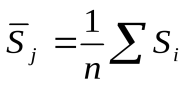 S̅ⱼ = 1/n ∑ Sᵢ